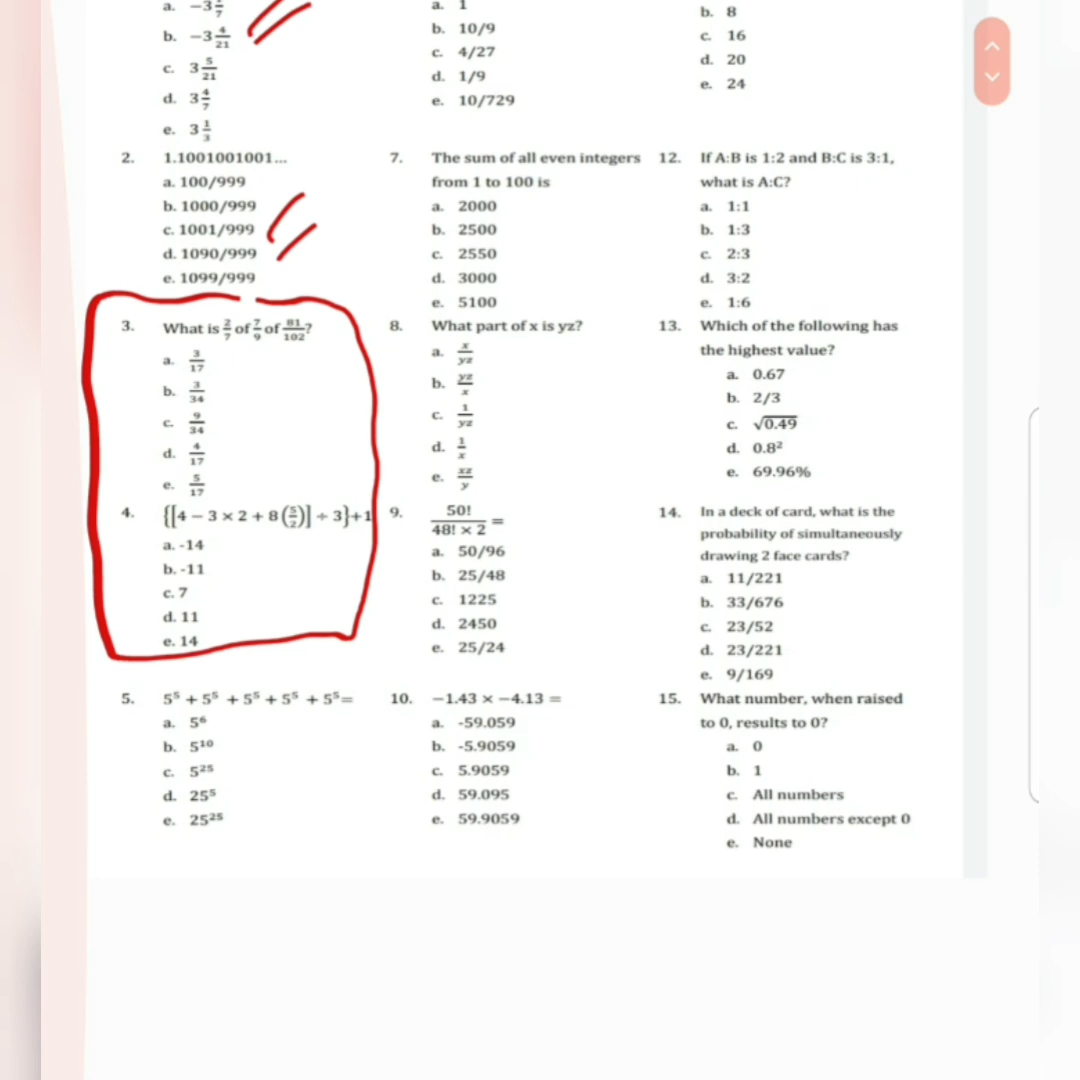 a. −3 /7
b. −3 4/21
c. 3 5/21
d. 3 4/7
e. 3 1/3
2. 1.1001001001...
a. 100/999
b. 1000/999
c. 1001/999
d. 1090/999
e. 1099/999
3. What is 2/7 of 7/9 of 81/102?
a. 3/17
b. 3/34
c. 9/34
d. 4/17
e. 5/17
4. {[4 − 3 × 2 + 8 (5/2)] ÷ 3}+1
a. -14
b. -11
c. 7
d. 11
e. 14
5. 5⁵ + 5⁵ + 5⁵ + 5⁵ + 5⁵=
a. 5⁶
b. 5¹⁰
c. 5²⁵
d. 25⁵
e. 25²⁵
a. 1
b. 10/9
c. 4/27
d. 1/9
e. 10/729
7. The sum of all even integers
from 1 to 100 is
a. 2000
b. 2500
c. 2550
d. 3000
e. 5100
8. What part of x is yz?
a. x/yz
b. yz/x
c. 1/yz
d. 1/x
e. xz/y
9. 50!/48! × 2 =
a. 50/96
b. 25/48
c. 1225
d. 2450
e. 25/24
10. −1.43 × −4.13 =
a. -59.059
b. -5.9059
c. 5.9059
d. 59.095
e. 59.9059
b. 8
c. 16
d. 20
e. 24
12. If A:B is 1:2 and B:C is 3:1,
what is A:C?
a. 1:1
b. 1:3
c. 2:3
d. 3:2
e. 1:6
13. Which of the following has
the highest value?
a. 0.67
b. 2/3
c. √0.49
d. 0.8²
e. 69.96%
14. In a deck of card, what is the
probability of simultaneously
drawing 2 face cards?
a. 11/221
b. 33/676
c. 23/52
d. 23/221
e. 9/169
15. What number, when raised
to 0, results to 0?
a. 0
b. 1
c. All numbers
d. All numbers except 0
e. None